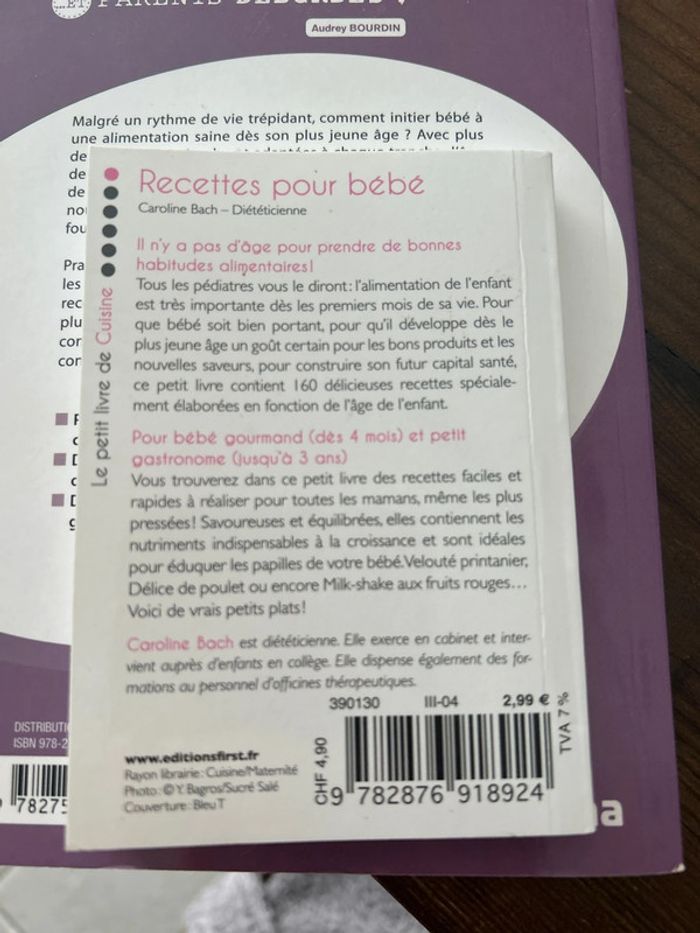 ...ET PARENTS DÉBORDÉS !
Audrey BOURDIN
Malgré un rythme de vie trépidant, comment initier bébé à
une alimentation saine dès son plus jeune âge ? Avec plus
de
de
de
Recettes pour bébé
Caroline Bach – Diététicienne
Il n'y a pas d'âge pour prendre de bonnes
habitudes alimentaires!
Tous les pédiatres vous le diront: l'alimentation de l'enfant
est très importante dès les premiers mois de sa vie. Pour
que bébé soit bien portant, pour qu'il développe dès le
plus jeune âge un goût certain pour les bons produits et les
nouvelles saveurs, pour construire son futur capital santé,
ce petit livre contient 160 délicieuses recettes spéciale-
ment élaborées en fonction de l'âge de l'enfant.
Pour bébé gourmand (dès 4 mois) et petit
gastronome (jusqu'à 3 ans)
Vous trouverez dans ce petit livre des recettes faciles et
rapides à réaliser pour toutes les mamans, même les plus
pressées! Savoureuses et équilibrées, elles contiennent les
nutriments indispensables à la croissance et sont idéales
pour éduquer les papilles de votre bébé. Velouté printanier,
Délice de poulet ou encore Milk-shake aux fruits rouges...
Voici de vrais petits plats!
Caroline Bach est diététicienne. Elle exerce en cabinet et inter-
vient auprès d'enfants en collège. Elle dispense également des for-
mations au personnel d'officines thérapeutiques.
390130 III-04 2,99 €
TVA 7 %
CHF 4,90
9 782876 918924
www.editionsfirst.fr
Rayon librairie: Cuisine/Maternité
Photo: © Y. Bagros/Sucré Salé
Couverture: Bleu T
Le petit livre de Cuisine
les
ISBN 978-2
78275
a